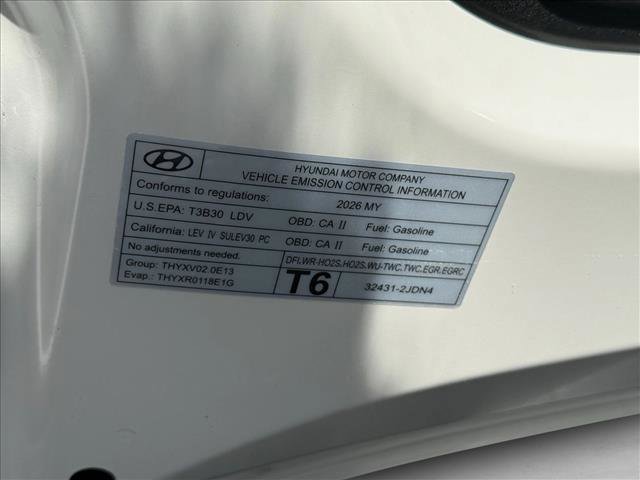 HYUNDAI MOTOR COMPANY
VEHICLE EMISSION CONTROL INFORMATION
Conforms to regulations: 2026 MY
U.S.EPA: T3B30 LDV OBD: CA II Fuel: Gasoline
California: LEV IV SULEV30 PC OBD: CA II Fuel: Gasoline
No adjustments needed. DFI,WR-HO2S,HO2S,WU-TWC,TWC,EGR,EGRC
Group: THYXV02.0E13
Evap.: THYXR0118E1G
T6
32431-2JDN4